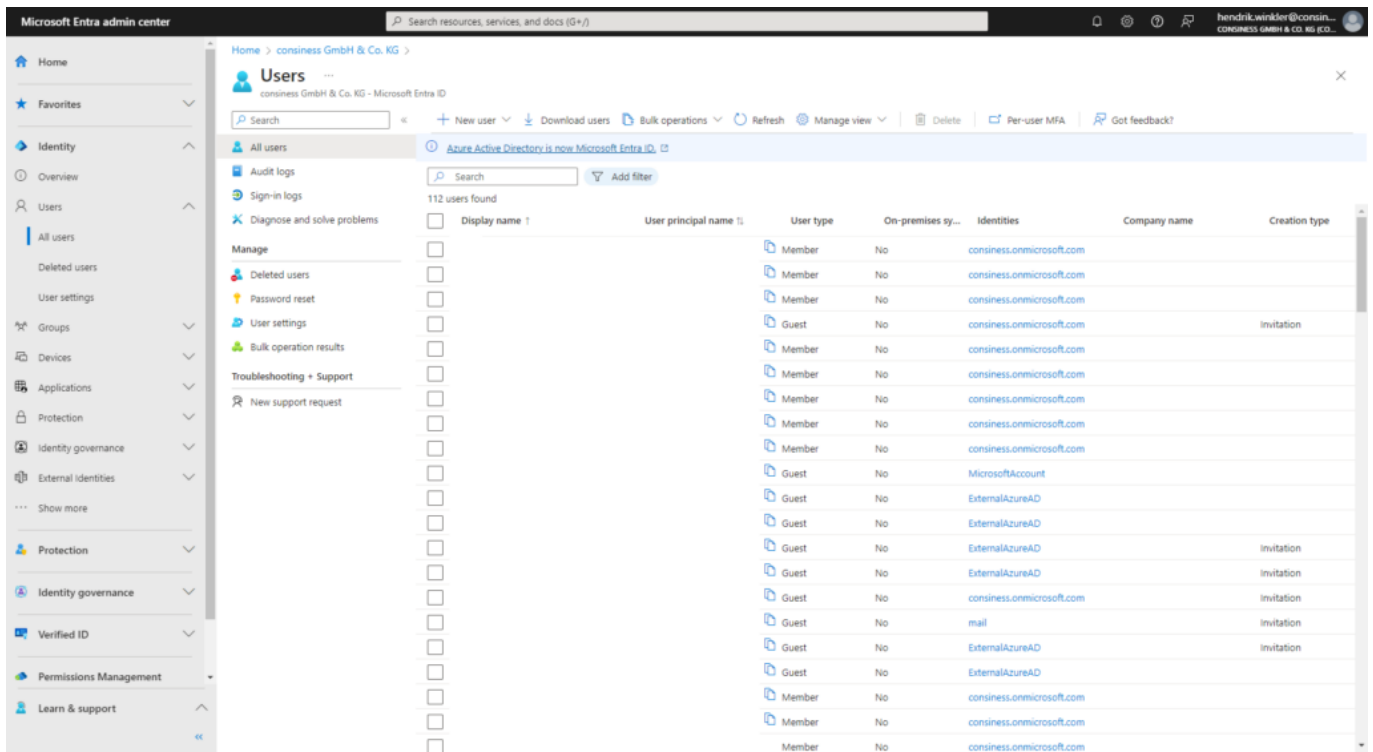 Microsoft Entra admin center
Search resources, services, and docs (G+/)
hendrik.winkler@consin...
CONSINESS GMBH & CO. KG (CO...
Home
Favorites
Identity
Overview
Users
All users
Deleted users
User settings
Groups
Devices
Applications
Protection
Identity governance
External Identities
Show more
Protection
Identity governance
Verified ID
Permissions Management
Learn & support
Home > consiness GmbH & Co. KG >
Users ...
consiness GmbH & Co. KG - Microsoft Entra ID
Search
All users
Audit logs
Sign-in logs
Diagnose and solve problems
Manage
Deleted users
Password reset
User settings
Bulk operation results
Troubleshooting + Support
New support request
New user Download users Bulk operations Refresh Manage view Delete Per-user MFA Got feedback?
Azure Active Directory is now Microsoft Entra ID.
Search Add filter
112 users found
Display name ↑ User principal name ↑↓ User type On-premises sy... Identities Company name Creation type
Member No consiness.onmicrosoft.com
Member No consiness.onmicrosoft.com
Member No consiness.onmicrosoft.com
Guest No consiness.onmicrosoft.com Invitation
Member No consiness.onmicrosoft.com
Member No consiness.onmicrosoft.com
Member No consiness.onmicrosoft.com
Member No consiness.onmicrosoft.com
Member No consiness.onmicrosoft.com
Guest No MicrosoftAccount
Guest No ExternalAzureAD
Guest No ExternalAzureAD
Guest No ExternalAzureAD Invitation
Guest No ExternalAzureAD Invitation
Guest No consiness.onmicrosoft.com Invitation
Guest No mail Invitation
Guest No ExternalAzureAD Invitation
Guest No ExternalAzureAD
Member No consiness.onmicrosoft.com
Member No consiness.onmicrosoft.com
Member No consiness.onmicrosoft.com